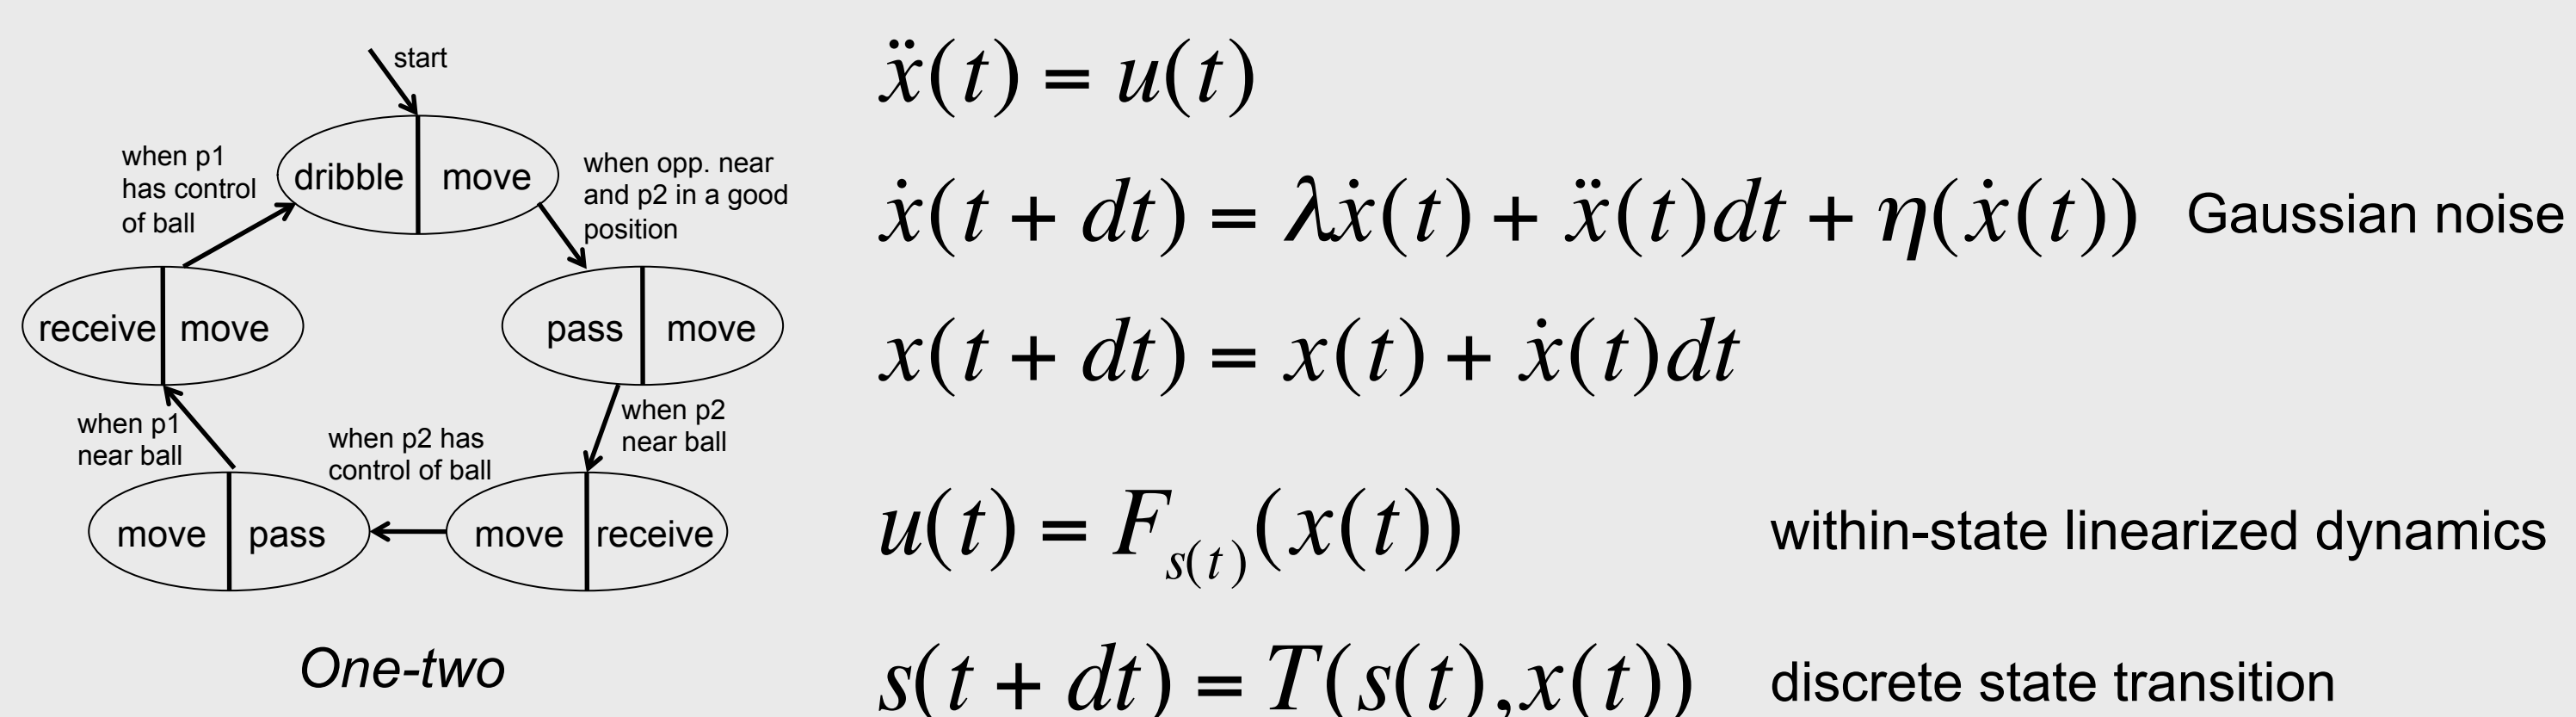 start
dribble move
when opp. near
and p2 in a good
position
pass move
when p2
near ball
move receive
when p2 has
control of ball
move pass
when p1
near ball
receive move
when p1
has control
of ball
One-two
ẍ(t) = u(t)
ẋ(t + dt) = λẋ(t) + ẍ(t)dt + η(ẋ(t)) Gaussian noise
x(t + dt) = x(t) + ẋ(t)dt
u(t) = F_{s(t)}(x(t)) within-state linearized dynamics
s(t + dt) = T(s(t),x(t)) discrete state transition